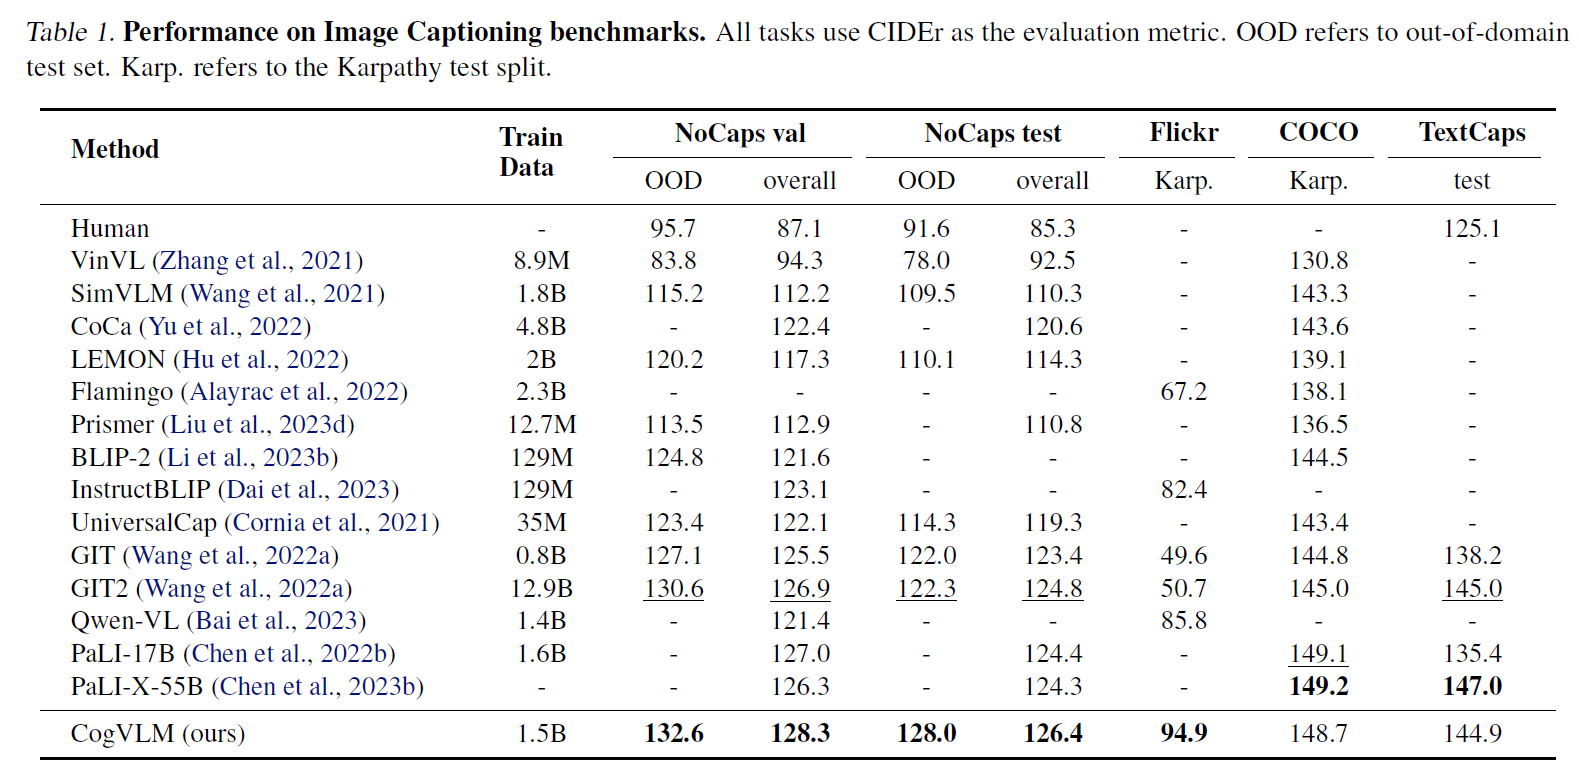 Table 1. Performance on Image Captioning benchmarks. All tasks use CIDEr as the evaluation metric. OOD refers to out-of-domain
test set. Karp. refers to the Karpathy test split.
Method Train Data NoCaps val NoCaps test Flickr COCO TextCaps
OOD overall OOD overall Karp. Karp. test
Human - 95.7 87.1 91.6 85.3 - - 125.1
VinVL (Zhang et al., 2021) 8.9M 83.8 94.3 78.0 92.5 - 130.8 -
SimVLM (Wang et al., 2021) 1.8B 115.2 112.2 109.5 110.3 - 143.3 -
CoCa (Yu et al., 2022) 4.8B - 122.4 - 120.6 - 143.6 -
LEMON (Hu et al., 2022) 2B 120.2 117.3 110.1 114.3 - 139.1 -
Flamingo (Alayrac et al., 2022) 2.3B - - - - 67.2 138.1 -
Prismer (Liu et al., 2023d) 12.7M 113.5 112.9 - 110.8 - 136.5 -
BLIP-2 (Li et al., 2023b) 129M 124.8 121.6 - - - 144.5 -
InstructBLIP (Dai et al., 2023) 129M - 123.1 - - 82.4 - -
UniversalCap (Cornia et al., 2021) 35M 123.4 122.1 114.3 119.3 - 143.4 -
GIT (Wang et al., 2022a) 0.8B 127.1 125.5 122.0 123.4 49.6 144.8 138.2
GIT2 (Wang et al., 2022a) 12.9B 130.6 126.9 122.3 124.8 50.7 145.0 145.0
Qwen-VL (Bai et al., 2023) 1.4B - 121.4 - - 85.8 - -
PaLI-17B (Chen et al., 2022b) 1.6B - 127.0 - 124.4 - 149.1 135.4
PaLI-X-55B (Chen et al., 2023b) - - 126.3 - 124.3 - 149.2 147.0
CogVLM (ours) 1.5B 132.6 128.3 128.0 126.4 94.9 148.7 144.9